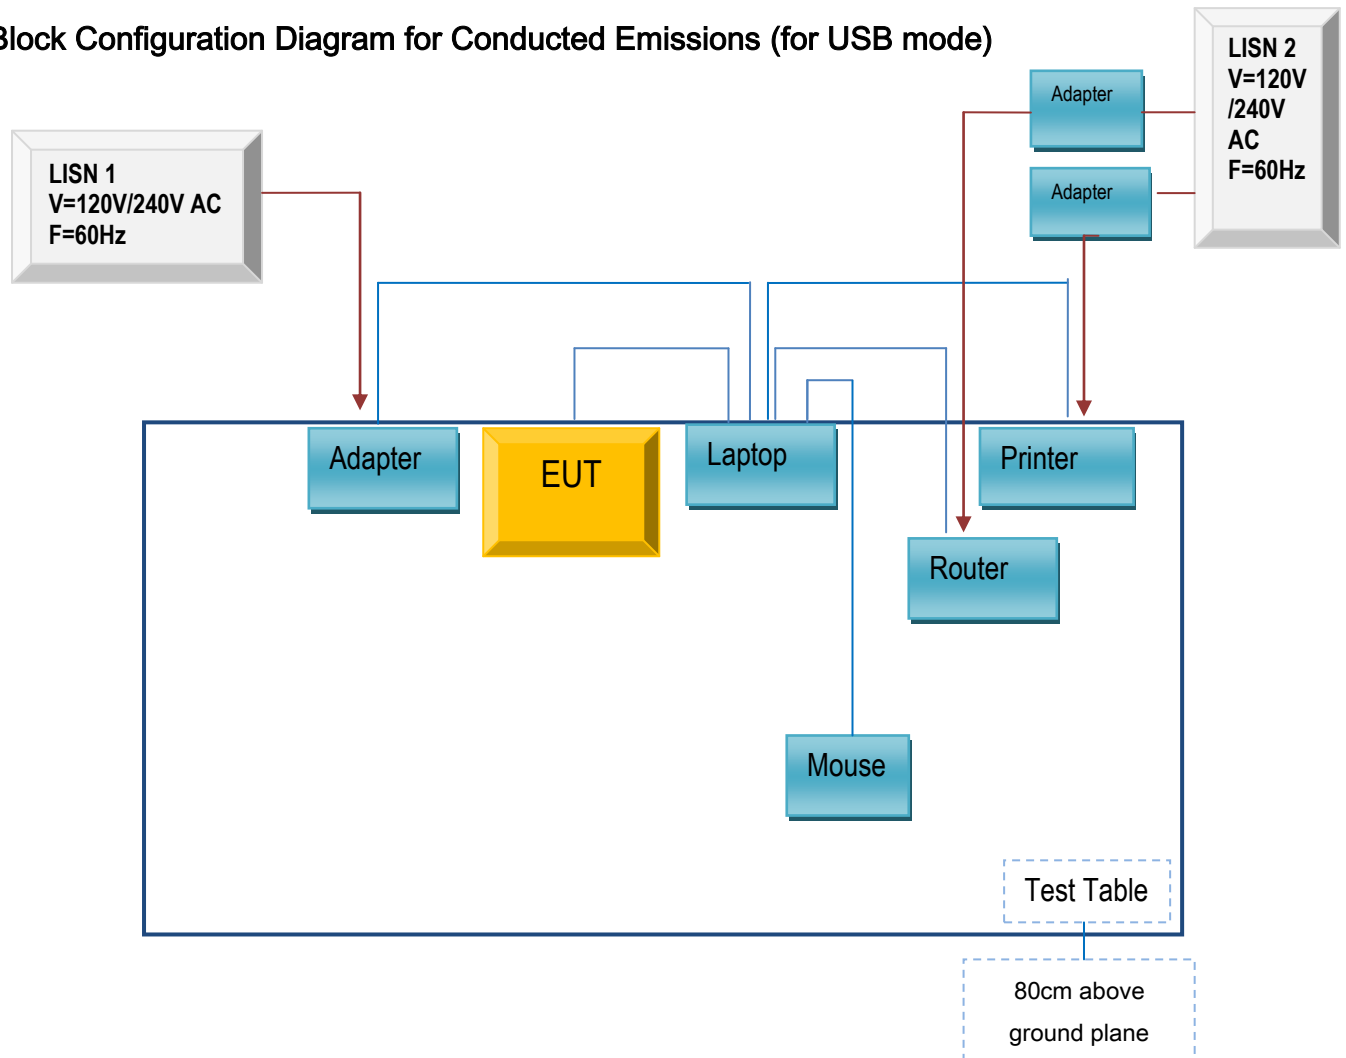 Block Configuration Diagram for Conducted Emissions (for USB mode)
LISN 1
V=120V/240V AC
F=60Hz
Adapter
Adapter
LISN 2
V=120V
/240V
AC
F=60Hz
Adapter
EUT
Laptop
Printer
Router
Mouse
Test Table
80cm above
ground plane